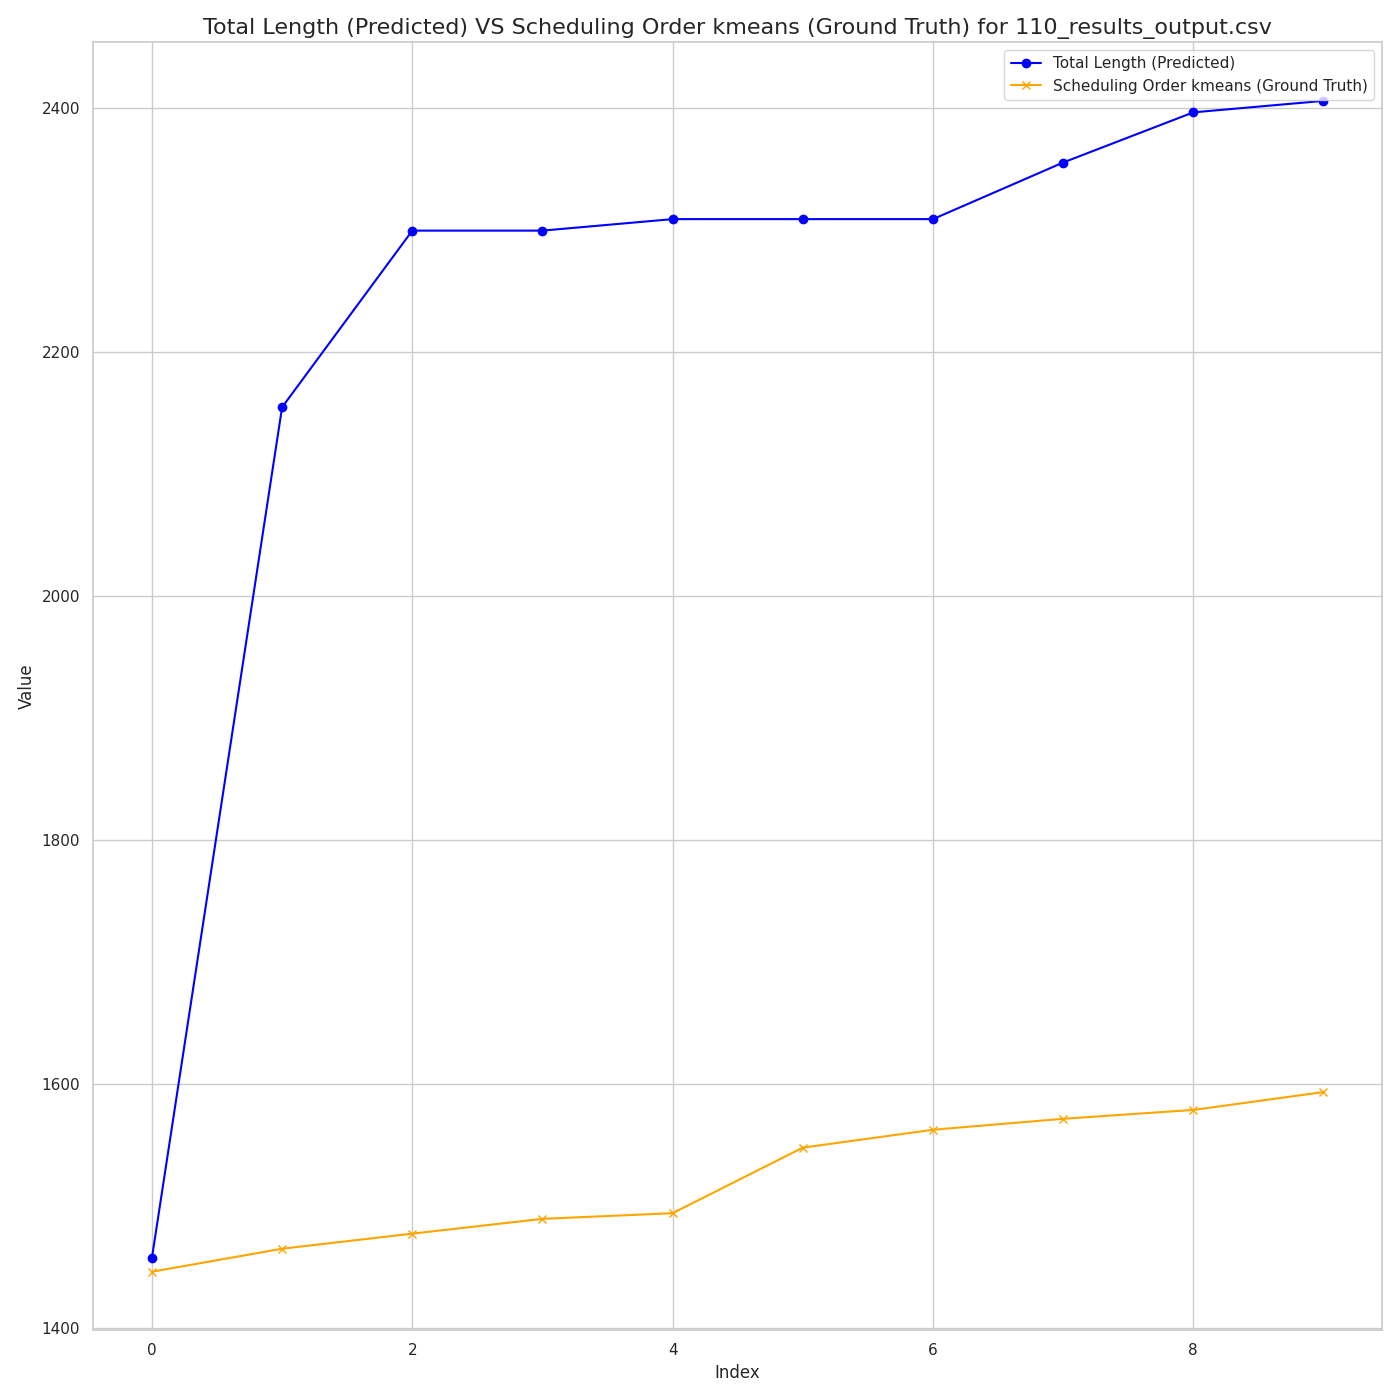 Total Length (Predicted) VS Scheduling Order kmeans (Ground Truth) for 110_results_output.csv
Total Length (Predicted)
Scheduling Order kmeans (Ground Truth)
2400
2200
2000
1800
1600
1400
Value
0 2 4 6 8
Index